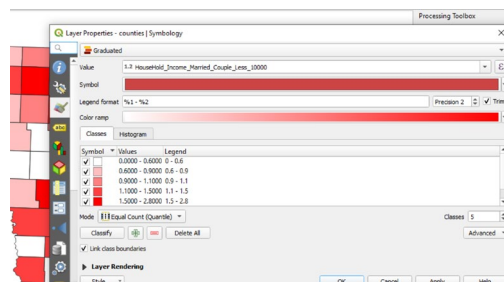 Processing Toolbox
Layer Properties - counties | Symbology
Graduated
Value 1.2 HouseHold_Income_Married_Couple_Less_10000
Symbol
Legend format %1 - %2 Precision 2 Trim
Color ramp
Classes Histogram
Symbol Values Legend
0.0000 - 0.6000 0 - 0.6
0.6000 - 0.9000 0.6 - 0.9
0.9000 - 1.1000 0.9 - 1.1
1.1000 - 1.5000 1.1 - 1.5
1.5000 - 2.8000 1.5 - 2.8
Mode Equal Count (Quantile) Classes 5
Classify Delete All Advanced
Link class boundaries
Layer Rendering
Style OK Cancel Apply Help